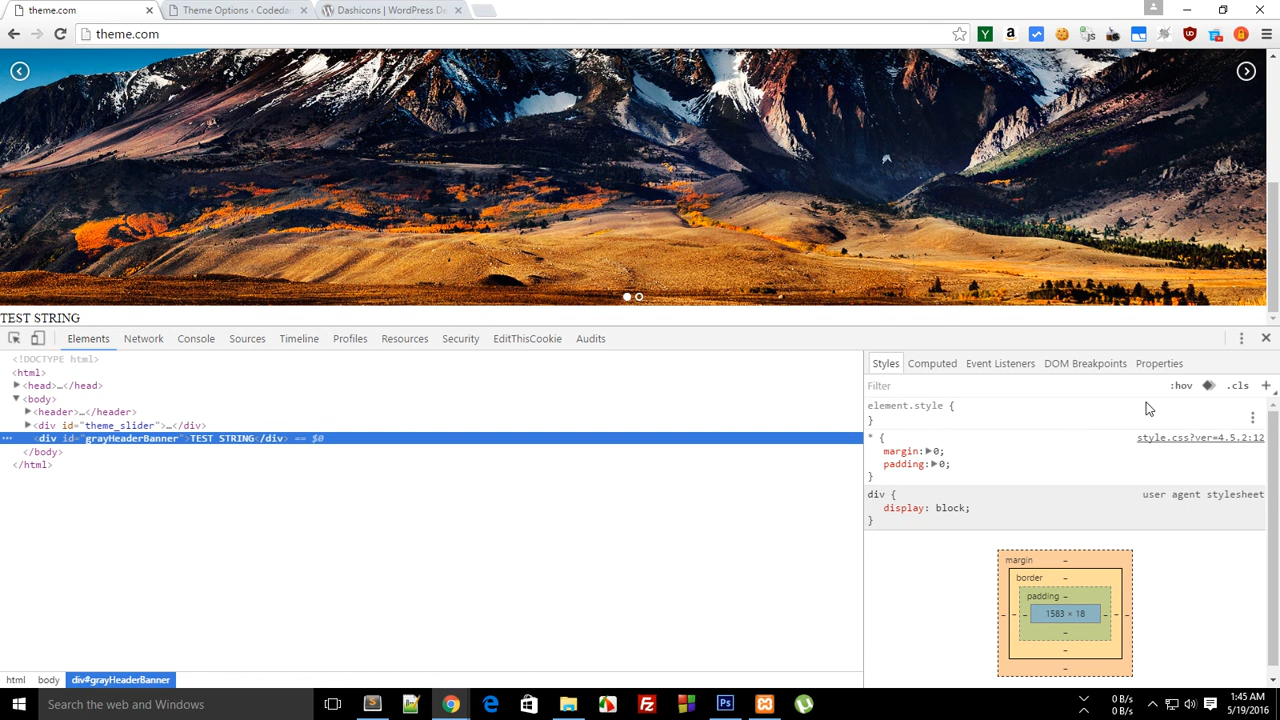 theme.com
Theme Options ‹ Codeda
Dashicons | WordPress De
theme.com
TEST STRING
Elements Network Console Sources Timeline Profiles Resources Security EditThisCookie Audits
<!DOCTYPE html>
<html>
<head>…</head>
<body>
<header>…</header>
<div id="theme_slider">…</div>
<div id="grayHeaderBanner">TEST STRING</div> == $0
</body>
</html>
Styles Computed Event Listeners DOM Breakpoints Properties
Filter :hov .cls +
element.style {
}
* { style.css?ver=4.5.2:12
margin: 0;
padding: 0;
}
div { user agent stylesheet
display: block;
}
margin –
border –
padding –
– – – 1583 × 18 – – –
–
–
–
html body div#grayHeaderBanner
Search the web and Windows
0 B/s
0 B/s
1:45 AM
5/19/2016